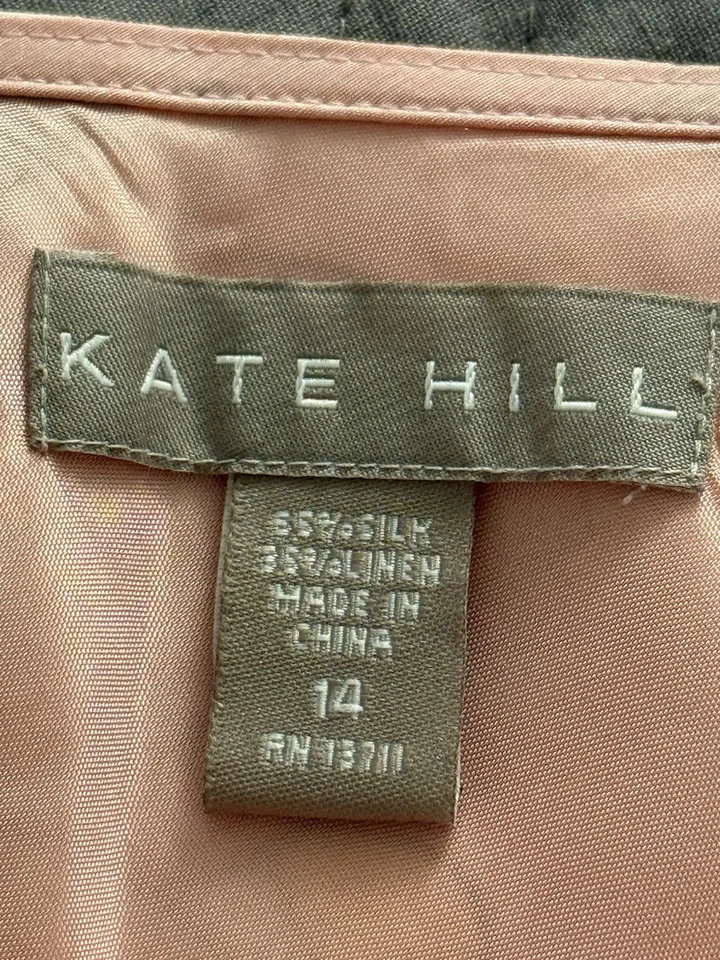 KATE HILL
65%SILK
35%LINEN
MADE IN
CHINA
14
RN 13711